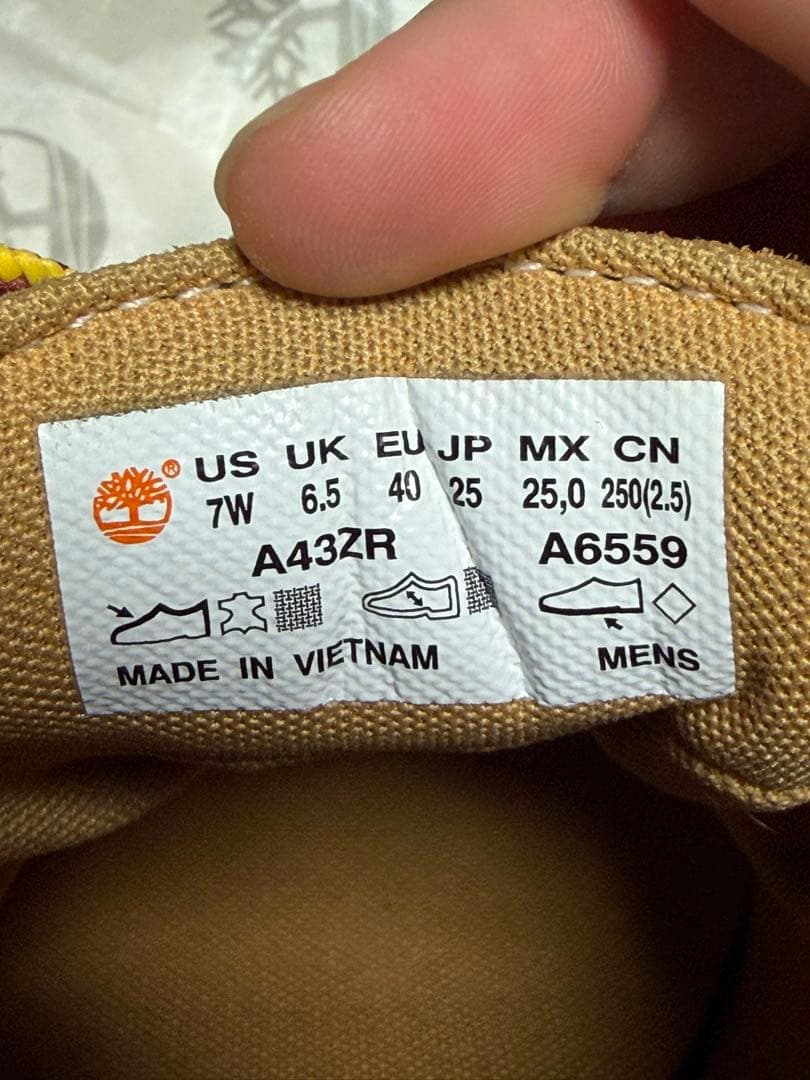 ® US UK EU JP MX CN
7W 6.5 40 25 25,0 250(2.5)
A43ZR A6559
MADE IN VIETNAM MENS